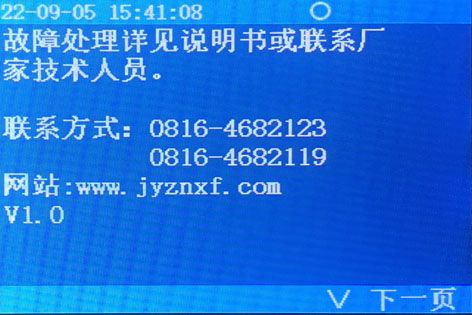 22-09-05 15:41:08
故障处理详见说明书或联系厂
家技术人员。
联系方式：0816-4682123
0816-4682119
网站:www.jyznxf.com
V1.0
下一页